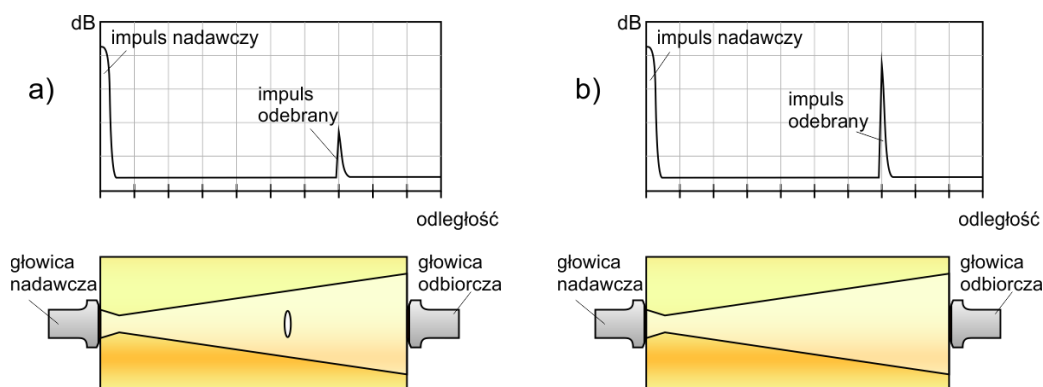 dB
impuls nadawczy
a)
impuls
odebrany
odległość
głowica
nadawcza
głowica
odbiorcza
dB
impuls nadawczy
b)
impuls
odebrany
odległość
głowica
nadawcza
głowica
odbiorcza